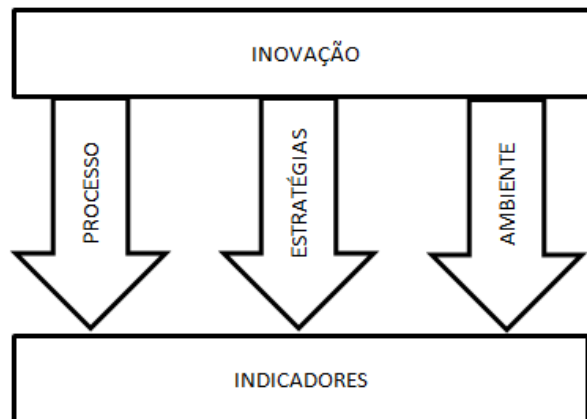 INOVAÇÃO
PROCESSO
ESTRATÉGIAS
AMBIENTE
INDICADORES